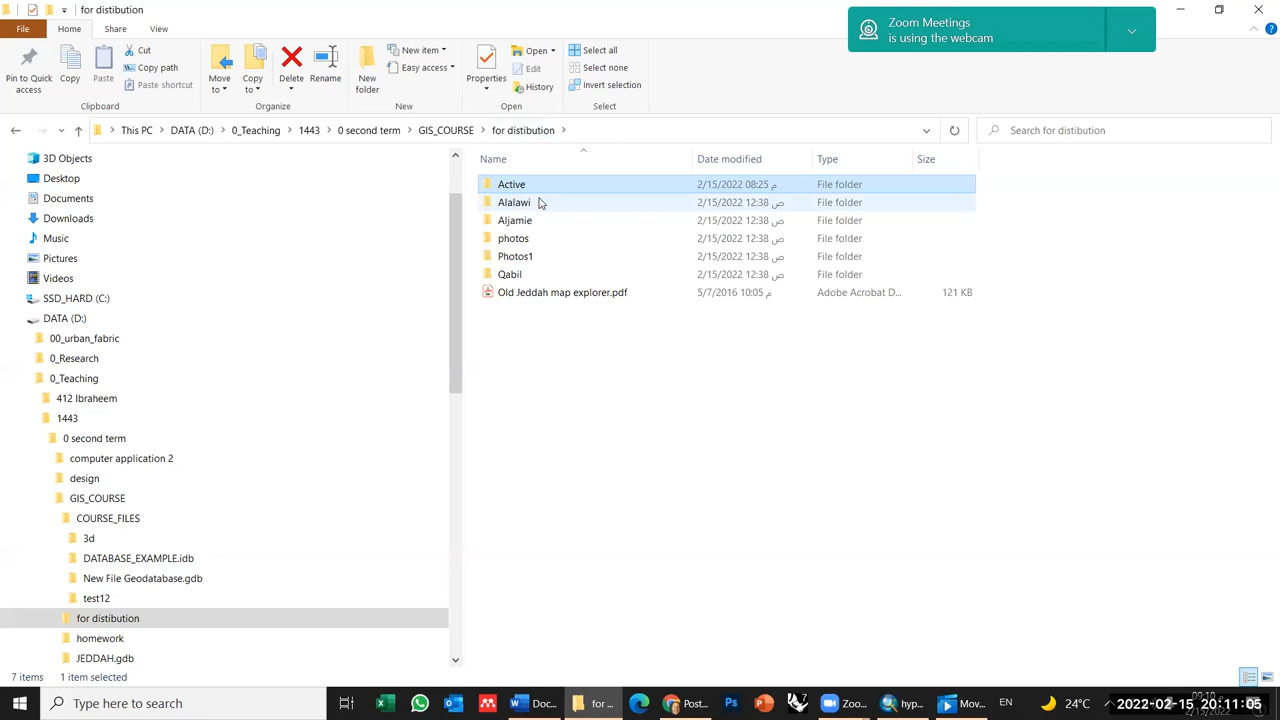 for distibution
Zoom Meetings
is using the webcam
File Home Share View
Pin to Quick access
Copy
Paste
Cut
Copy path
Paste shortcut
Clipboard
Move to
Copy to
Delete
Rename
Organize
New folder
New item
Easy access
New
Properties
Open
Edit
History
Open
Select all
Select none
Invert selection
Select
This PC > DATA (D:) > 0_Teaching > 1443 > 0 second term > GIS_COURSE > for distibution >
Search for distibution
Name Date modified Type Size
Active 2/15/2022 08:25 م File folder
Alalawi 2/15/2022 12:38 ص File folder
Aljamie 2/15/2022 12:38 ص File folder
photos 2/15/2022 12:38 ص File folder
Photos1 2/15/2022 12:38 ص File folder
Qabil 2/15/2022 12:38 ص File folder
Old Jeddah map explorer.pdf 5/7/2016 10:05 م Adobe Acrobat D... 121 KB
3D Objects
Desktop
Documents
Downloads
Music
Pictures
Videos
SSD_HARD (C:)
DATA (D:)
00_urban_fabric
0_Research
0_Teaching
412 Ibraheem
1443
0 second term
computer application 2
design
GIS_COURSE
COURSE_FILES
3d
DATABASE_EXAMPLE.idb
New File Geodatabase.gdb
test12
for distibution
homework
JEDDAH.gdb
7 items 1 item selected
Type here to search
Doc...
for ...
Post...
Ps
Zoo...
hyp...
Mov...
24°C
EN
2022-02-15 20:11:05